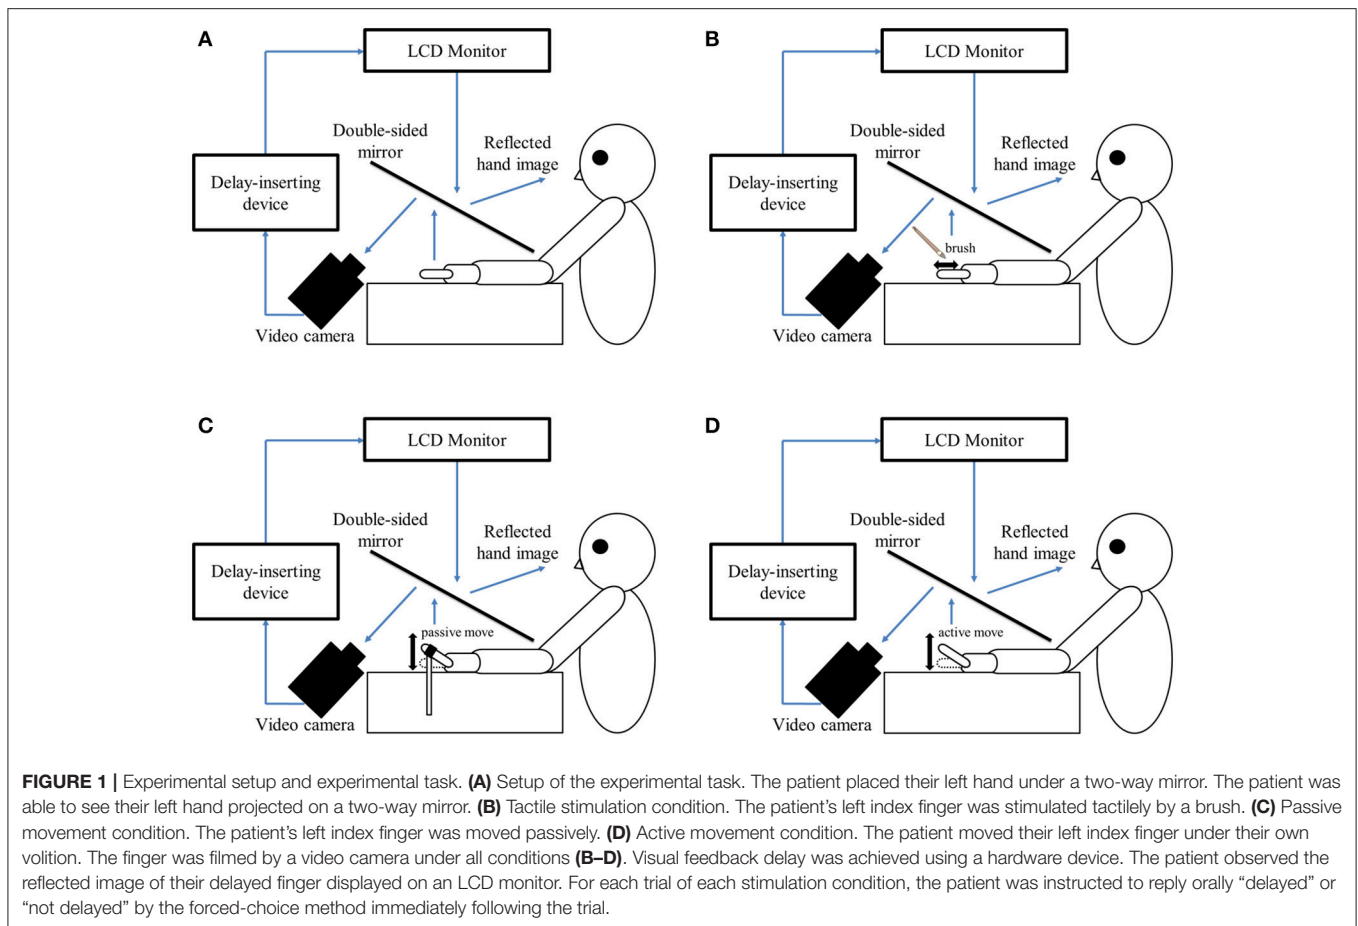 A
LCD Monitor
Double-sided
mirror
Reflected
hand image
Delay-inserting
device
Video camera
B
LCD Monitor
Double-sided
mirror
Reflected
hand image
Delay-inserting
device
brush
Video camera
C
LCD Monitor
Double-sided
mirror
Reflected
hand image
Delay-inserting
device
passive move
Video camera
D
LCD Monitor
Double-sided
mirror
Reflected
hand image
Delay-inserting
device
active move
Video camera
FIGURE 1 | Experimental setup and experimental task. (A) Setup of the experimental task. The patient placed their left hand under a two-way mirror. The patient was
able to see their left hand projected on a two-way mirror. (B) Tactile stimulation condition. The patient's left index finger was stimulated tactilely by a brush. (C) Passive
movement condition. The patient's left index finger was moved passively. (D) Active movement condition. The patient moved their left index finger under their own
volition. The finger was filmed by a video camera under all conditions (B–D). Visual feedback delay was achieved using a hardware device. The patient observed the
reflected image of their delayed finger displayed on an LCD monitor. For each trial of each stimulation condition, the patient was instructed to reply orally “delayed” or
“not delayed” by the forced-choice method immediately following the trial.